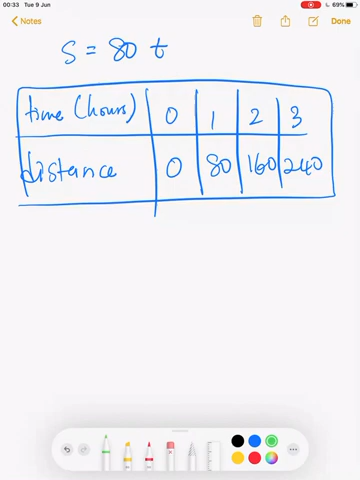 00:33 Tue 9 Jun 69%
Notes Done
S = 80 t
time (hours) 0 1 2 3
distance 0 80 160 240